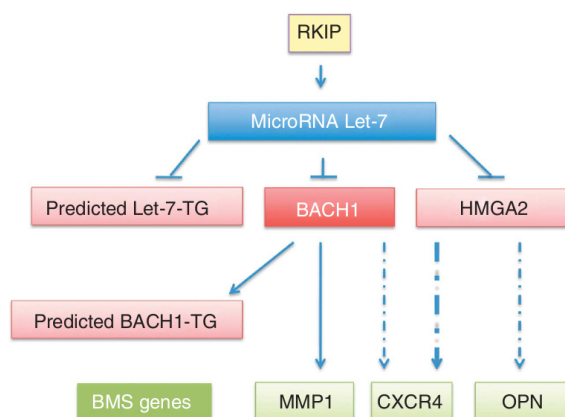 RKIP
MicroRNA Let-7
Predicted Let-7-TG
BACH1
HMGA2
Predicted BACH1-TG
BMS genes
MMP1
CXCR4
OPN